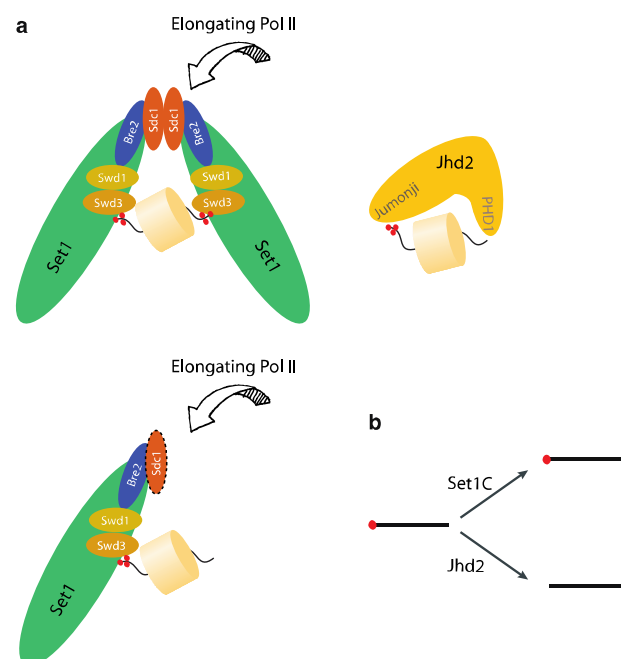 a
Elongating Pol II
Bre2
Sdc1
Sdc1
Bre2
Swd1
Swd1
Swd3
Swd3
Set1
Set1
Jhd2
Jumonji
PHD1
Elongating Pol II
Bre2
Sdc1
Swd1
Swd3
Set1
b
Set1C
Jhd2